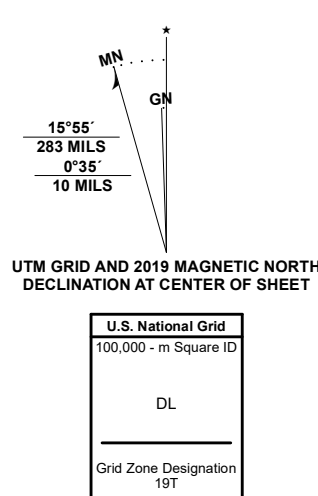 ★
MN
GN
15°55´
283 MILS
0°35´
10 MILS
UTM GRID AND 2019 MAGNETIC NORTH
DECLINATION AT CENTER OF SHEET
U.S. National Grid
100,000 - m Square ID
DL
Grid Zone Designation
19T